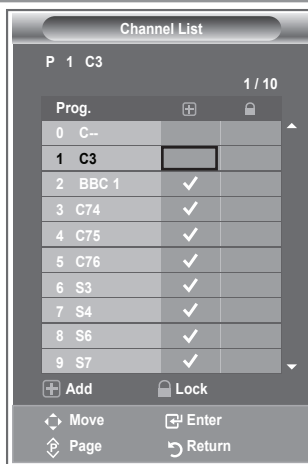 Channel List
P 1 C3
1 / 10
Prog.
0 C--
1 C3
2 BBC 1
3 C74
4 C75
5 C76
6 S3
7 S4
8 S6
9 S7
Add Lock
Move Enter
Page Return